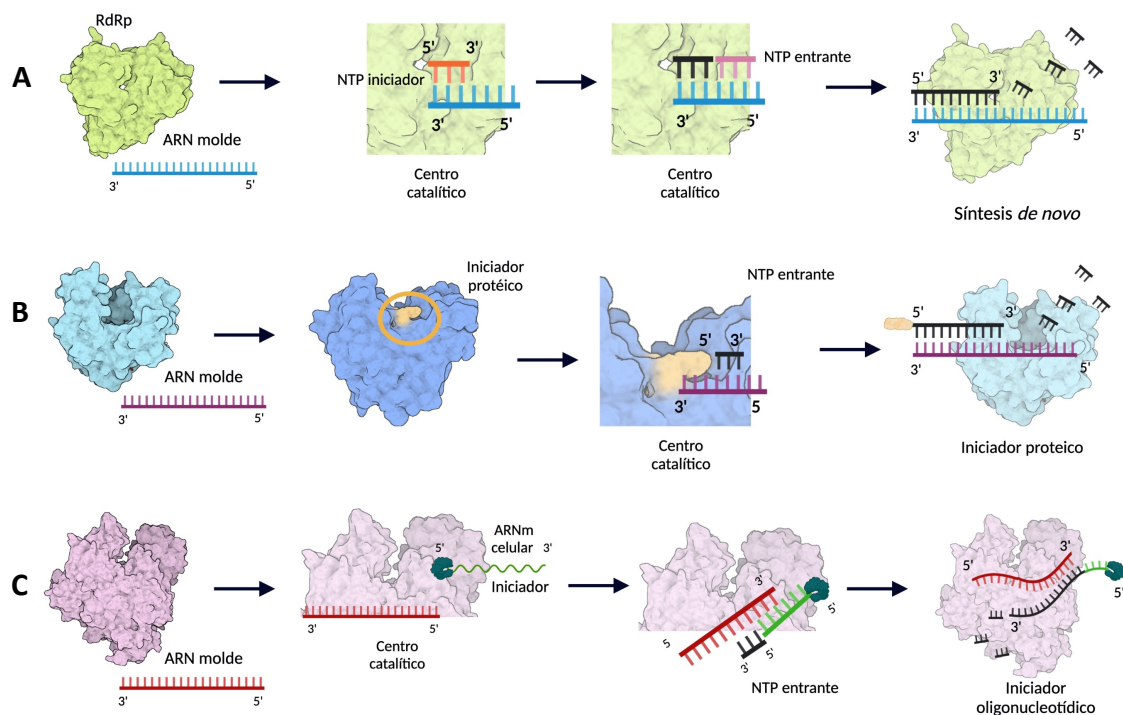 RdRp
A
5' 3'
NTP iniciador
NTP entrante
5' 3'
ARN molde
3' 5'
3' 5'
3' 5'
3' 5'
Centro
catalítico
Centro
catalítico
Síntesis de novo
B
Iniciador
protéico
NTP entrante
5' 3'
5' 3'
ARN molde
3' 5'
3' 5
3' 5'
Centro
catalítico
Iniciador proteico
C
ARNm
celular 3'
5'
Iniciador
3' 5'
Centro
catalítico
3'
5'
5
3' 5'
NTP entrante
3'
5'
5'
3'
ARN molde
3' 5'
Iniciador
oligonucleotídico